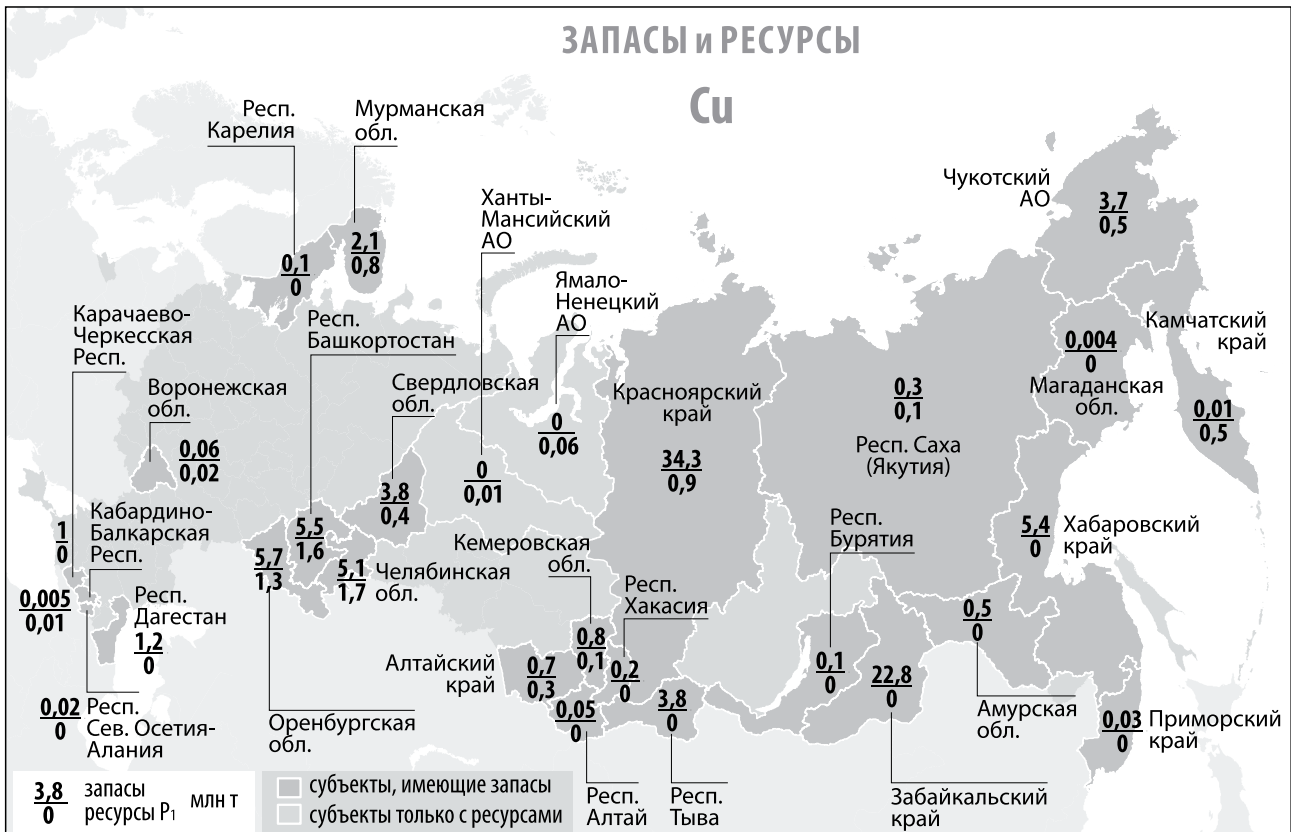 ЗАПАСЫ и РЕСУРСЫ
Cu
Респ.
Карелия
0,1
0
Мурманская
обл.
2,1
0,8
Ханты-
Мансийский
АО
0
0,01
Ямало-
Ненецкий
АО
0
0,06
Чукотский
АО
3,7
0,5
Карачаево-
Черкесская
Респ.
1
0
Респ.
Башкортостан
5,5
1,6
Воронежская
обл.
0,06
0,02
Свердловская
обл.
3,8
0,4
Красноярский
край
34,3
0,9
0,3
0,1
Респ. Саха
(Якутия)
0,004
0
Магаданская
обл.
Камчатский
край
0,01
0,5
Кабардино-
Балкарская
Респ.
0,005
0,01
Респ.
Дагестан
1,2
0
0,02
0
Респ.
Сев. Осетия-
Алания
5,7
1,3
Оренбургская
обл.
5,1
1,7
Челябинская
обл.
Кемеровская
обл.
0,8
0,1
Респ.
Хакасия
0,2
0
Респ.
Бурятия
0,1
0
5,4
0
Хабаровский
край
Алтайский
край
0,7
0,3
0,05
0
Респ.
Алтай
3,8
0
Респ.
Тыва
22,8
0
Забайкальский
край
0,5
0
Амурская
обл.
0,03
0
Приморский
край
3,8
0
запасы
ресурсы P1
млн т
субъекты, имеющие запасы
субъекты только с ресурсами